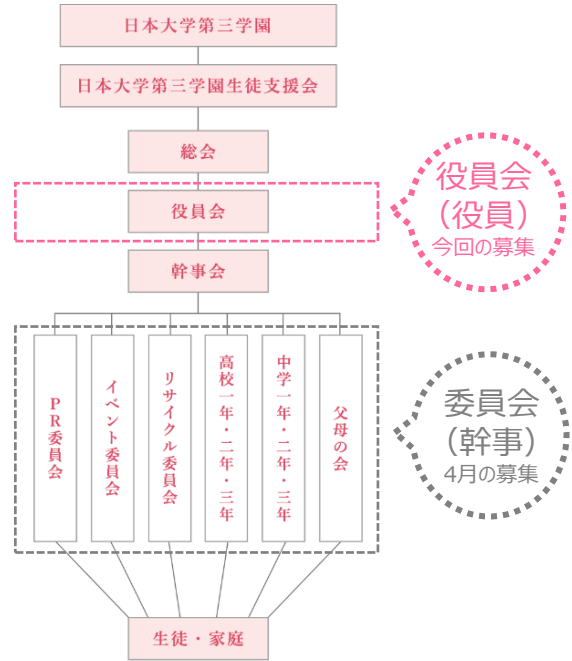 日本大学第三学園
日本大学第三学園生徒支援会
総会
役員会
幹事会
役員会
（役員）
今回の募集
PR委員会
イベント委員会
リサイクル委員会
高校一年・二年・三年
中学一年・二年・三年
父母の会
委員会
（幹事）
4月の募集
生徒・家庭